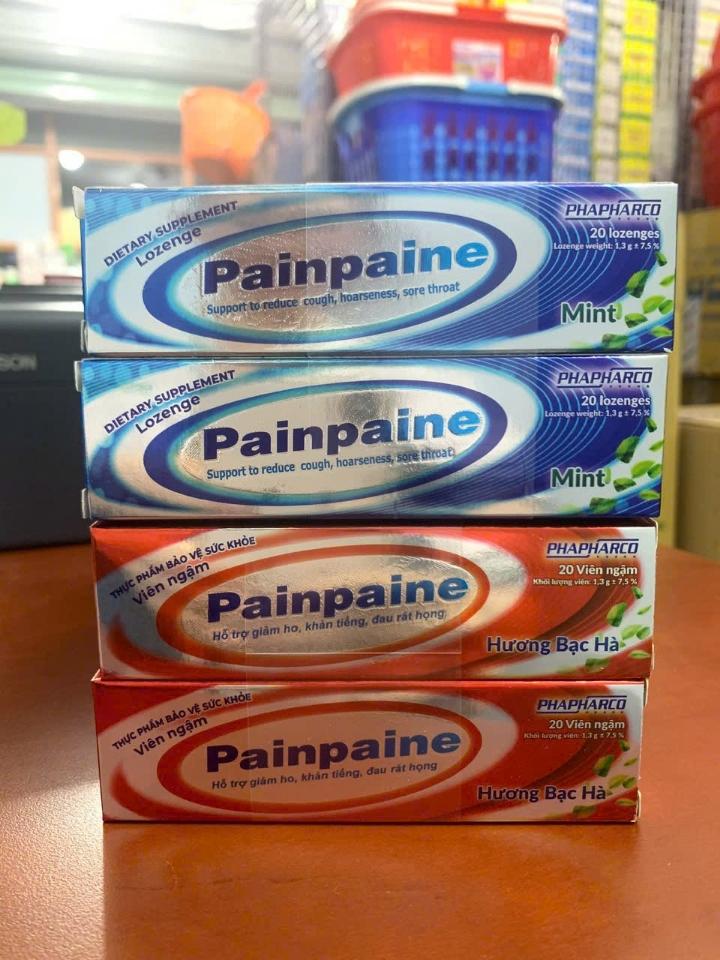 DIETARY SUPPLEMENT
Lozenge
Painpaine
Support to reduce cough, hoarseness, sore throat
PHAPHARCO
20 lozenges
Lozenge weight: 1,3 g ± 7,5 %
Mint
DIETARY SUPPLEMENT
Lozenge
Painpaine
Support to reduce cough, hoarseness, sore throat
PHAPHARCO
20 lozenges
Lozenge weight: 1,3 g ± 7,5 %
Mint
THỰC PHẨM BẢO VỆ SỨC KHỎE
Viên ngậm
Painpaine
Hỗ trợ giảm ho, khản tiếng, đau rát họng
PHAPHARCO
20 Viên ngậm
Khối lượng viên: 1,3 g ± 7,5 %
Hương Bạc Hà
THỰC PHẨM BẢO VỆ SỨC KHỎE
Viên ngậm
Painpaine
Hỗ trợ giảm ho, khản tiếng, đau rát họng
PHAPHARCO
20 Viên ngậm
Khối lượng viên: 1,3 g ± 7,5 %
Hương Bạc Hà